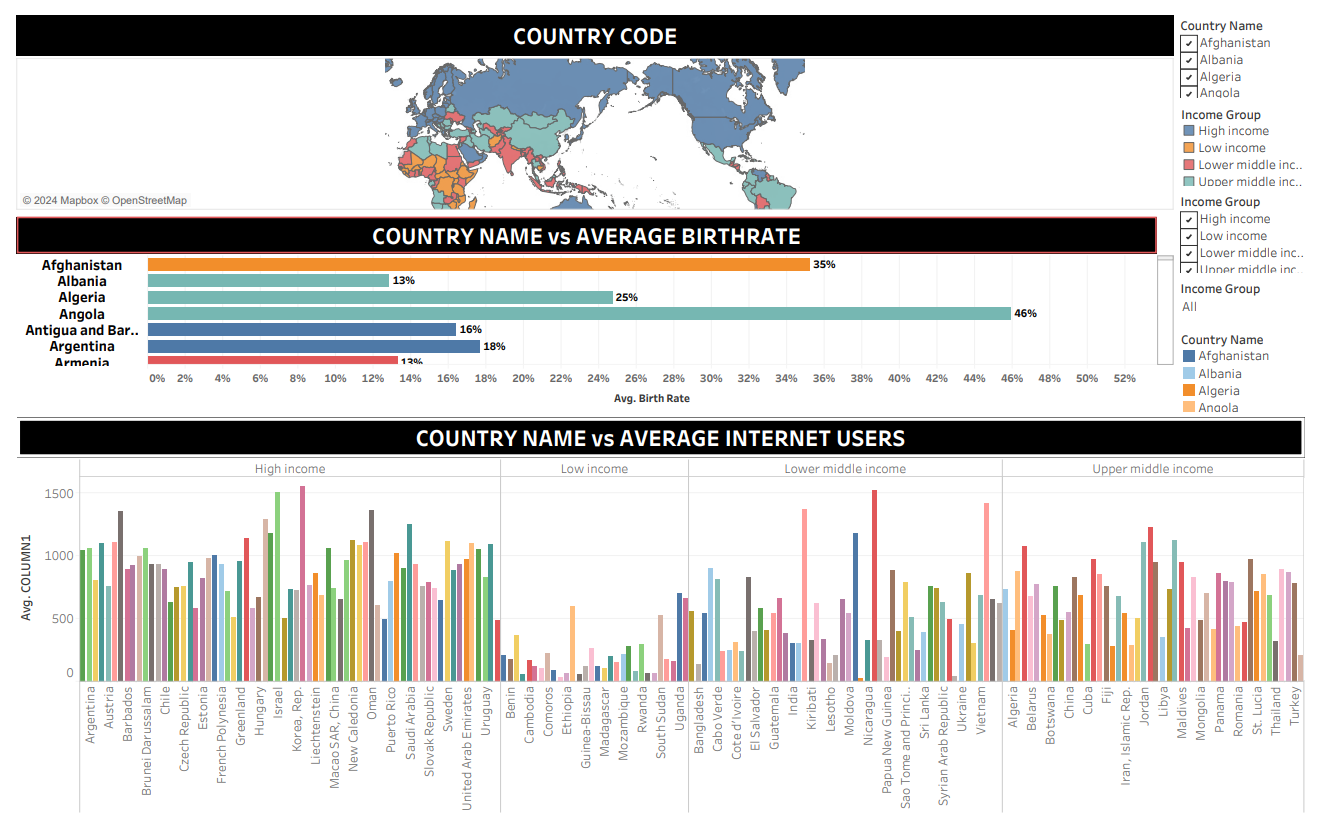 COUNTRY CODE
© 2024 Mapbox © OpenStreetMap
Country Name
Afghanistan
Albania
Algeria
Angola
Income Group
High income
Low income
Lower middle inc..
Upper middle inc..
Income Group
High income
Low income
Lower middle inc..
Upper middle inc..
Income Group
All
Country Name
Afghanistan
Albania
Algeria
Angola
COUNTRY NAME vs AVERAGE BIRTHRATE
Afghanistan 35%
Albania 13%
Algeria 25%
Angola 46%
Antigua and Bar.. 16%
Argentina 18%
Armenia 13%
0% 2% 4% 6% 8% 10% 12% 14% 16% 18% 20% 22% 24% 26% 28% 30% 32% 34% 36% 38% 40% 42% 44% 46% 48% 50% 52%
Avg. Birth Rate
COUNTRY NAME vs AVERAGE INTERNET USERS
High income Low income Lower middle income Upper middle income
Avg. COLUMN1
1500
1000
500
0
Argentina
Austria
Barbados
Brunei Darussalam
Chile
Czech Republic
Estonia
French Polynesia
Greenland
Hungary
Israel
Korea, Rep.
Liechtenstein
Macao SAR, China
New Caledonia
Oman
Puerto Rico
Saudi Arabia
Slovak Republic
Sweden
United Arab Emirates
Uruguay
Benin
Cambodia
Comoros
Ethiopia
Guinea-Bissau
Madagascar
Mozambique
Rwanda
South Sudan
Uganda
Bangladesh
Cabo Verde
Cote d'Ivoire
El Salvador
Guatemala
India
Kiribati
Lesotho
Moldova
Nicaragua
Papua New Guinea
Sao Tome and Princi..
Sri Lanka
Syrian Arab Republic
Ukraine
Vietnam
Algeria
Belarus
Botswana
China
Cuba
Fiji
Iran, Islamic Rep.
Jordan
Libya
Maldives
Mongolia
Panama
Romania
St. Lucia
Thailand
Turkey